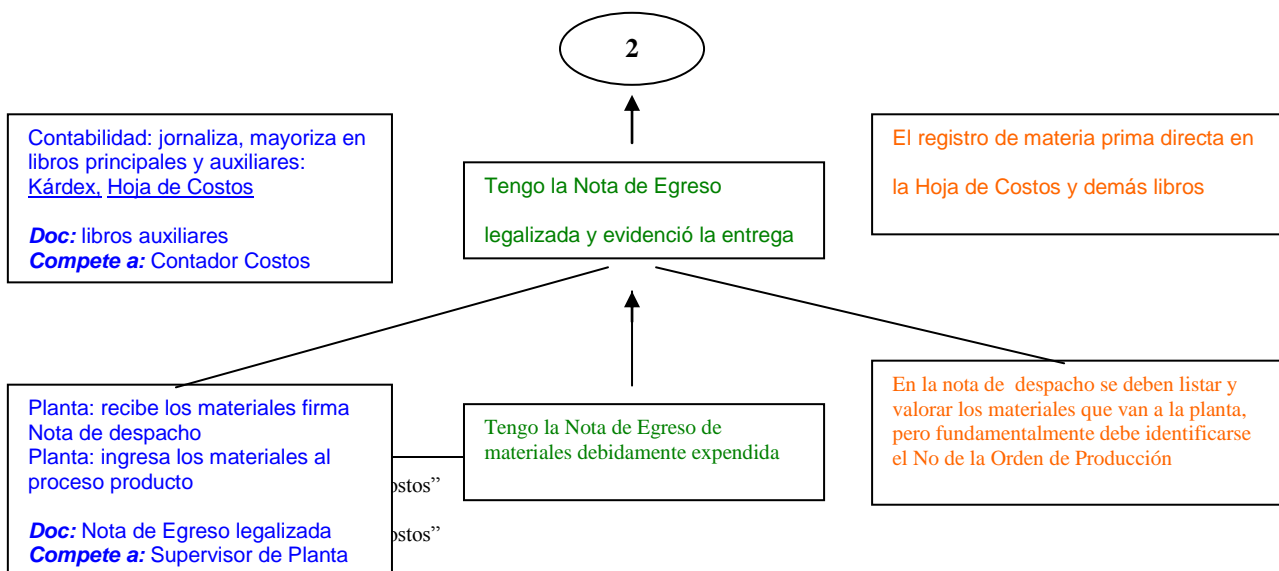 2
Contabilidad: jornaliza, mayoriza en
libros principales y auxiliares:
Kárdex, Hoja de Costos
Doc: libros auxiliares
Compete a: Contador Costos
Tengo la Nota de Egreso
legalizada y evidenció la entrega
El registro de materia prima directa en
la Hoja de Costos y demás libros
Planta: recibe los materiales firma
Nota de despacho
Planta: ingresa los materiales al
proceso producto
Doc: Nota de Egreso legalizada
Compete a: Supervisor de Planta
ostos”
ostos”
Tengo la Nota de Egreso de
materiales debidamente expendida
En la nota de despacho se deben listar y
valorar los materiales que van a la planta,
pero fundamentalmente debe identificarse
el No de la Orden de Producción